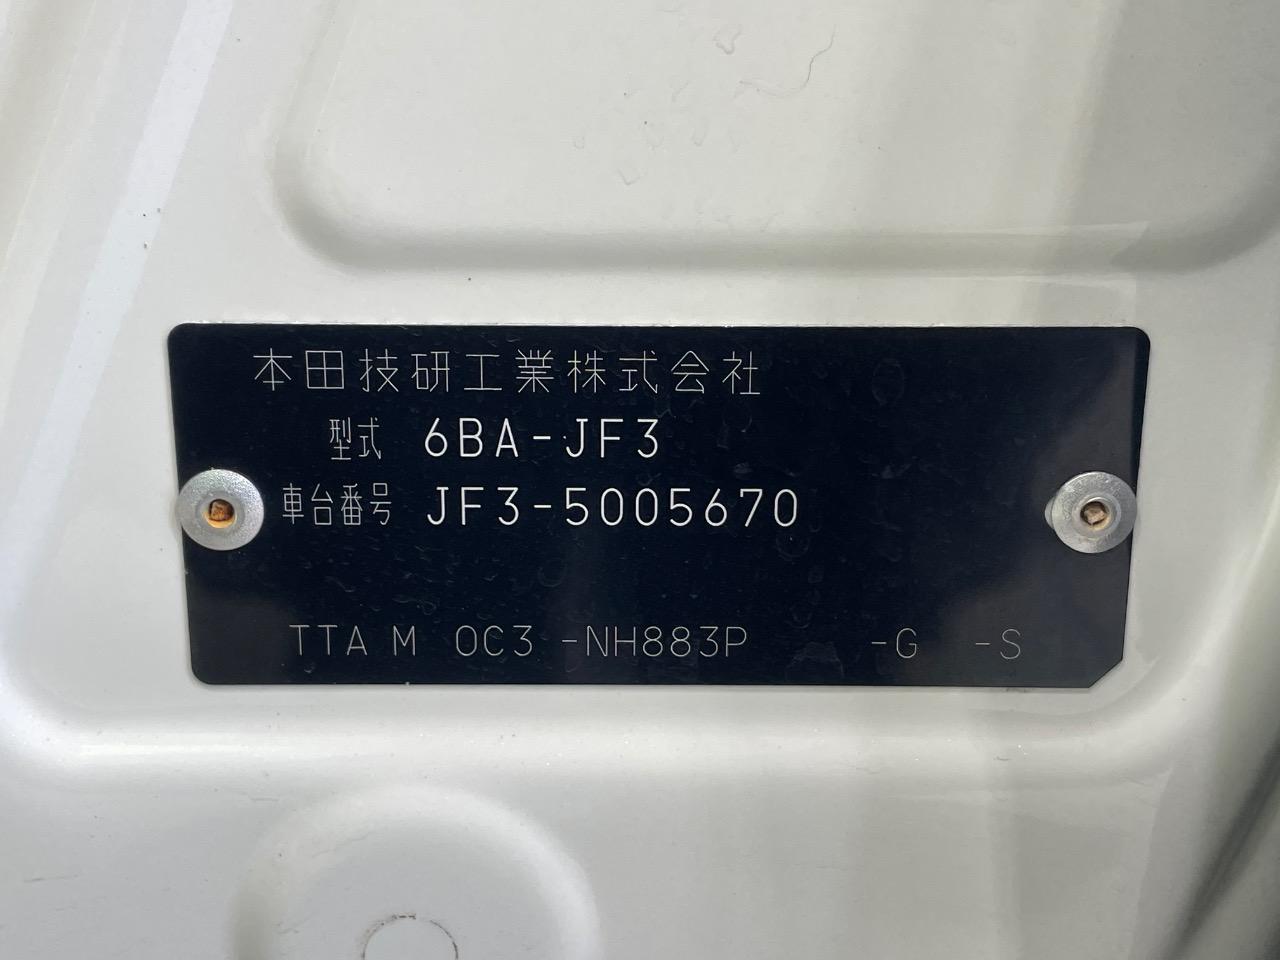 本田技研工業株式会社
型式 6BA-JF3
車台番号 JF3-5005670
TTA M 0C3 -NH883P -G -S